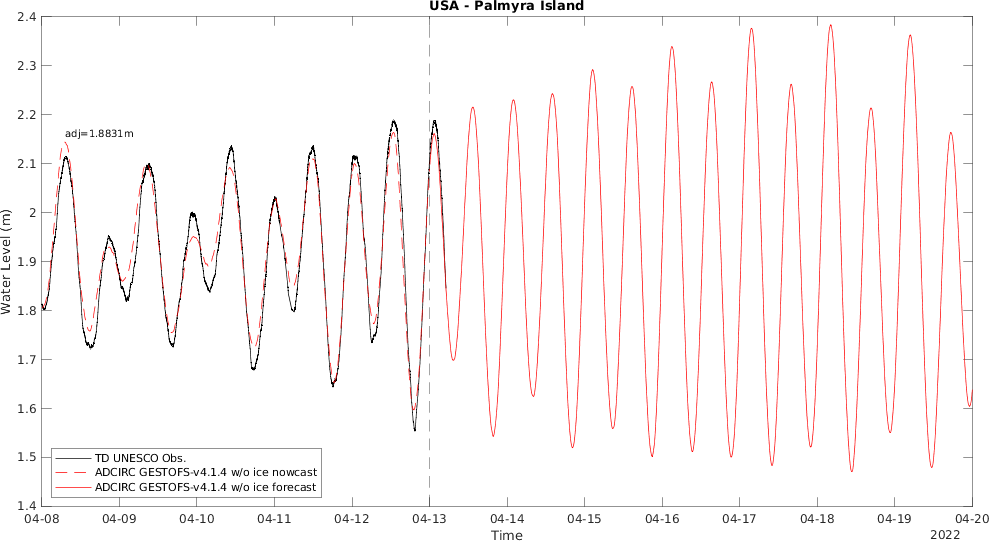 USA - Palmyra Island
2.4
2.3
2.2
2.1
2
1.9
1.8
1.7
1.6
1.5
1.4
Water Level (m)
adj=1.8831m
TD UNESCO Obs.
ADCIRC GESTOFS-v4.1.4 w/o ice nowcast
ADCIRC GESTOFS-v4.1.4 w/o ice forecast
04-08 04-09 04-10 04-11 04-12 04-13 04-14 04-15 04-16 04-17 04-18 04-19 04-20
Time
2022